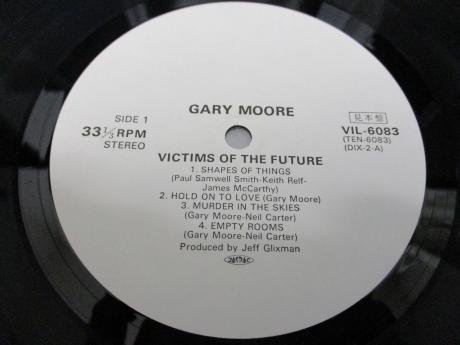 GARY MOORE
SIDE 1
33 1/3 RPM
STEREO
見本盤
VIL-6083
(TEN-6083)
(DIX-2-A)
VICTIMS OF THE FUTURE
1. SHAPES OF THINGS
(Paul Samwell Smith-Keith Relf-
James McCarthy)
2. HOLD ON TO LOVE (Gary Moore)
3. MURDER IN THE SKIES
(Gary Moore-Neil Carter)
4. EMPTY ROOMS
(Gary Moore-Neil Carter)
Produced by Jeff Glixman